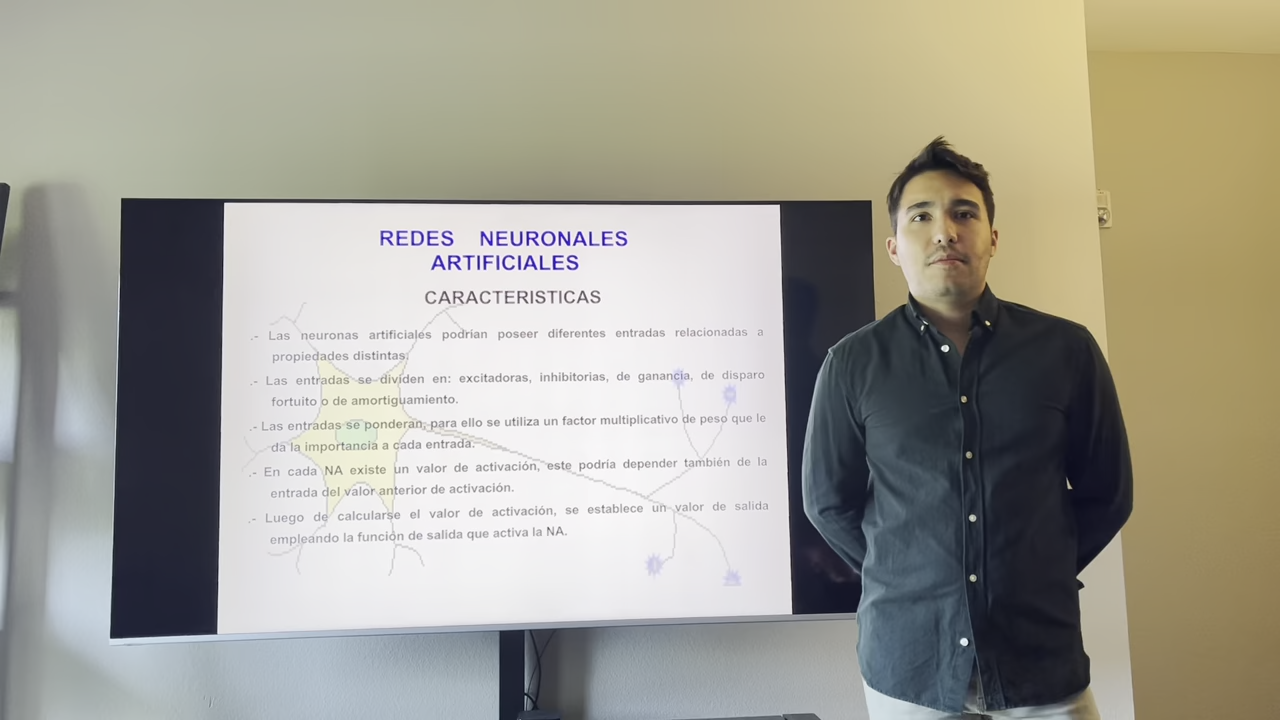 REDES NEURONALES
ARTIFICIALES
CARACTERISTICAS
.- Las neuronas artificiales podrían poseer diferentes entradas relacionadas a
propiedades distintas.
.- Las entradas se dividen en: excitadoras, inhibitorias, de ganancia, de disparo
fortuito o de amortiguamiento.
.- Las entradas se ponderan, para ello se utiliza un factor multiplicativo de peso que le
da la importancia a cada entrada.
.- En cada NA existe un valor de activación, este podría depender también de la
entrada del valor anterior de activación.
.- Luego de calcularse el valor de activación, se establece un valor de salida
empleando la función de salida que activa la NA.